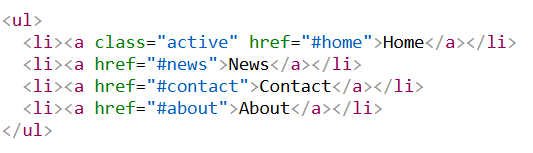 <ul>
  <li><a class="active" href="#home">Home</a></li>
  <li><a href="#news">News</a></li>
  <li><a href="#contact">Contact</a></li>
  <li><a href="#about">About</a></li>
</ul>